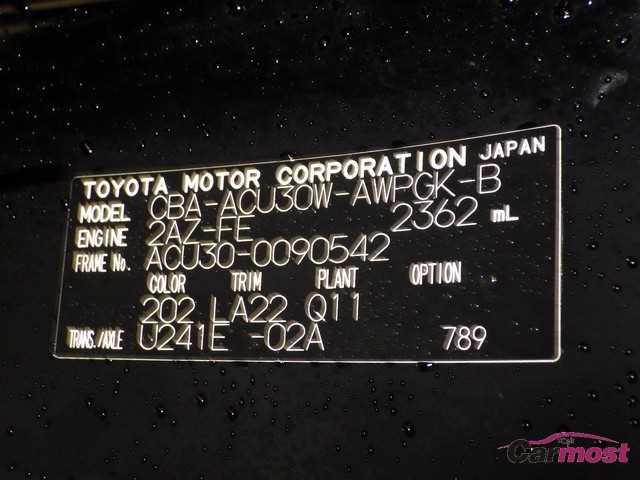 TOYOTA MOTOR CORPORATION JAPAN
MODEL CBA-ACU30W-AWPGK-B
ENGINE 2AZ-FE 2362 mL
FRAME No. ACU30-0090542
COLOR TRIM PLANT OPTION
202 LA22 Q11
TRANS./AXLE U241E -02A 789
Carmost